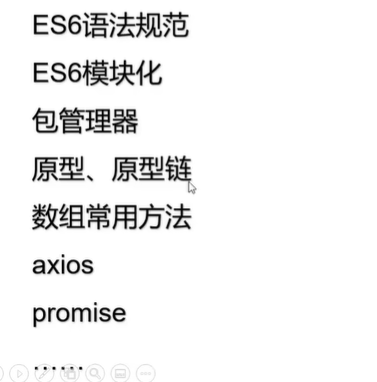 ES6语法规范
ES6模块化
包管理器
原型、原型链
数组常用方法
axios
promise
……